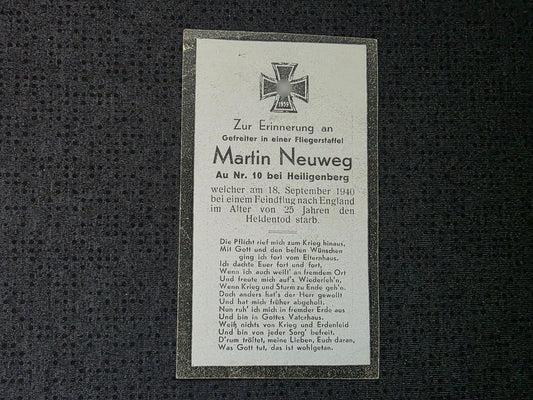 1939
Zur Erinnerung an
Gefreiter in einer Fliegerstaffel
Martin Neuweg
Au Nr. 10 bei Heiligenberg
welcher am 18. September 1940
bei einem Feindflug nach England
im Alter von 25 Jahren den
Heldentod starb.
Die Pflicht rief mich zum Krieg hinaus,
Mit Gott und den besten Wünschen
ging ich fort vom Elternhaus.
Ich dachte Euer fort und fort,
Wenn ich auch weilt' an fremdem Ort
Und freute mich auf's Wiederseh'n,
Wenn Krieg und Sturm zu Ende geh'n.
Doch anders hat's der Herr gewollt
Und hat mich früher abgeholt.
Nun ruh' ich mich in fremder Erde aus
Und bin in Gottes Vaterhaus.
Weiß nichts von Krieg und Erdenleid
Und bin von jeder Sorg' befreit.
D'rum tröstet, meine Lieben, Euch daran,
Was Gott tut, das ist wohlgetan.